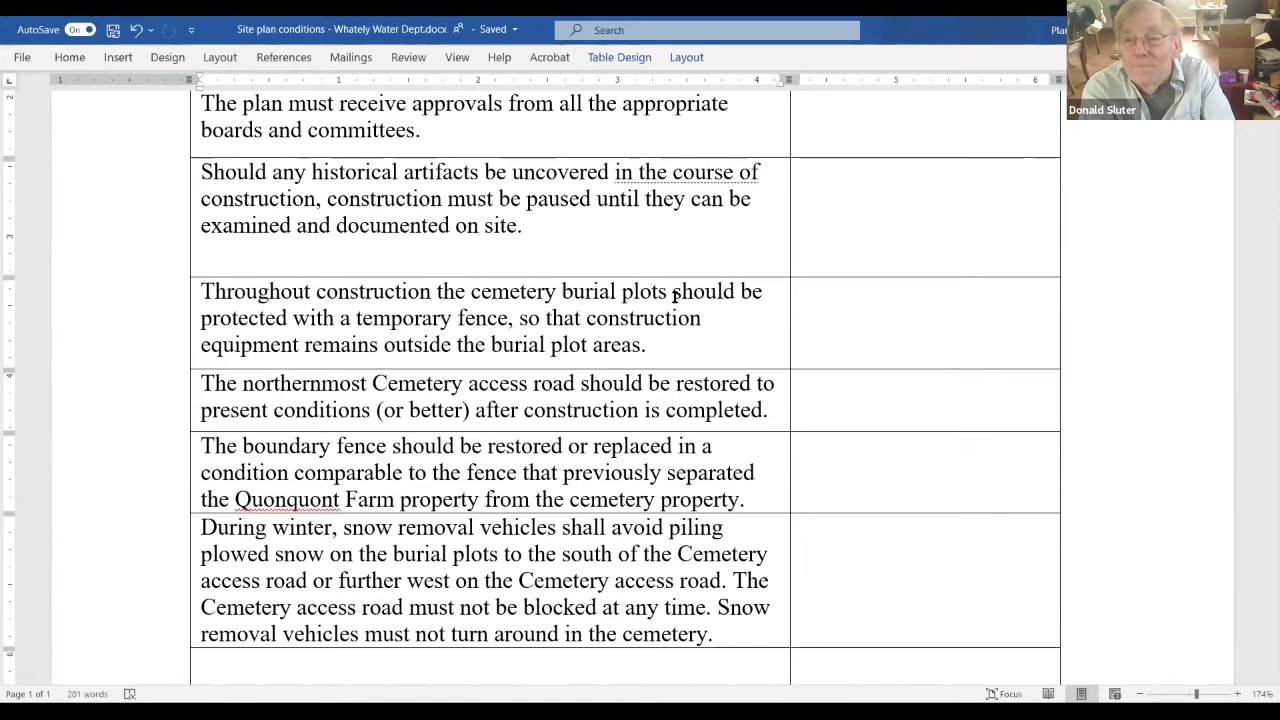 AutoSave On
Site plan conditions - Whately Water Dept.docx - Saved
Search
File Home Insert Design Layout References Mailings Review View Help Acrobat Table Design Layout
Donald Sluter
1 1 2 3 4 5 6
The plan must receive approvals from all the appropriate
boards and committees.
Should any historical artifacts be uncovered in the course of
construction, construction must be paused until they can be
examined and documented on site.
Throughout construction the cemetery burial plots should be
protected with a temporary fence, so that construction
equipment remains outside the burial plot areas.
The northernmost Cemetery access road should be restored to
present conditions (or better) after construction is completed.
The boundary fence should be restored or replaced in a
condition comparable to the fence that previously separated
the Quonquont Farm property from the cemetery property.
During winter, snow removal vehicles shall avoid piling
plowed snow on the burial plots to the south of the Cemetery
access road or further west on the Cemetery access road. The
Cemetery access road must not be blocked at any time. Snow
removal vehicles must not turn around in the cemetery.
Page 1 of 1 201 words Focus 174%